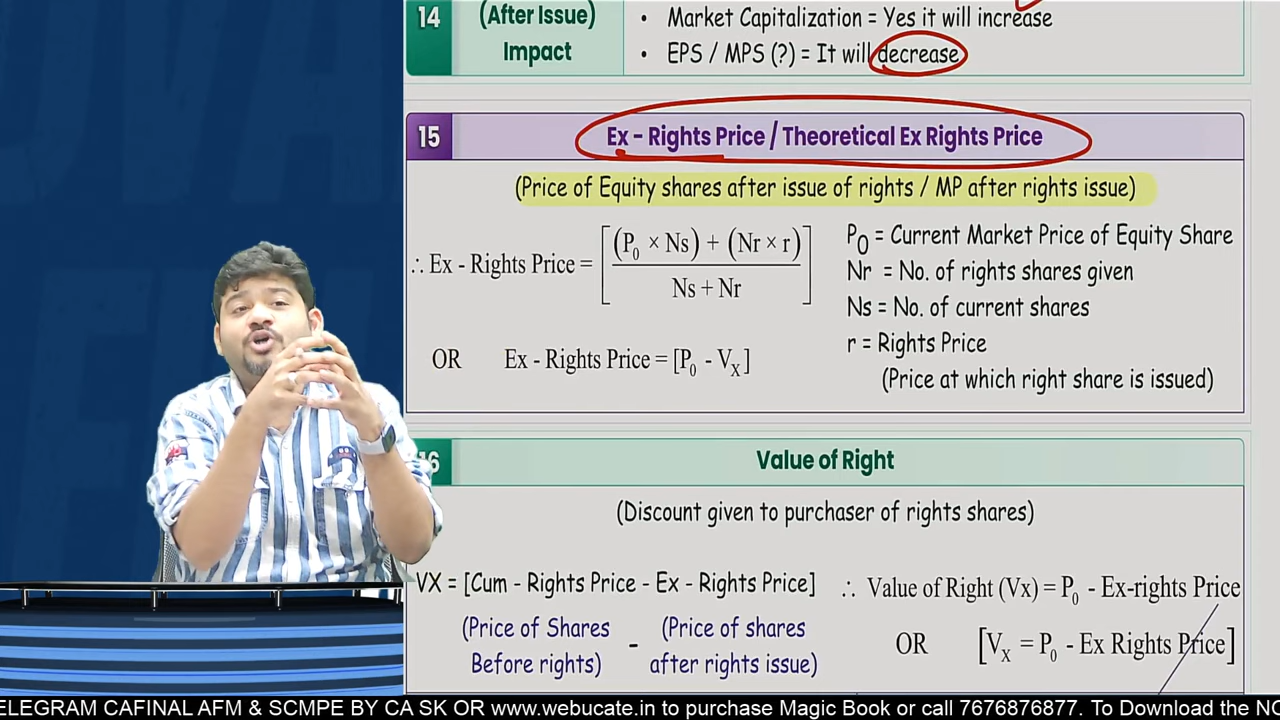 14
(After Issue)
Impact
• Market Capitalization = Yes it will increase
• EPS / MPS (?) = It will decrease
15
Ex - Rights Price / Theoretical Ex Rights Price
(Price of Equity shares after issue of rights / MP after rights issue)
∴ Ex - Rights Price = [(P0 × Ns) + (Nr × r) / Ns + Nr]
P0 = Current Market Price of Equity Share
Nr = No. of rights shares given
Ns = No. of current shares
r = Rights Price
(Price at which right share is issued)
OR Ex - Rights Price = [P0 - VX]
16
Value of Right
(Discount given to purchaser of rights shares)
VX = [Cum - Rights Price - Ex - Rights Price]
(Price of Shares Before rights) - (Price of shares after rights issue)
∴ Value of Right (Vx) = P0 - Ex-rights Price
OR [VX = P0 - Ex Rights Price]
ELEGRAM CAFINAL AFM & SCMPE BY CA SK OR www.webucate.in to purchase Magic Book or call 7676876877. To Download the NO